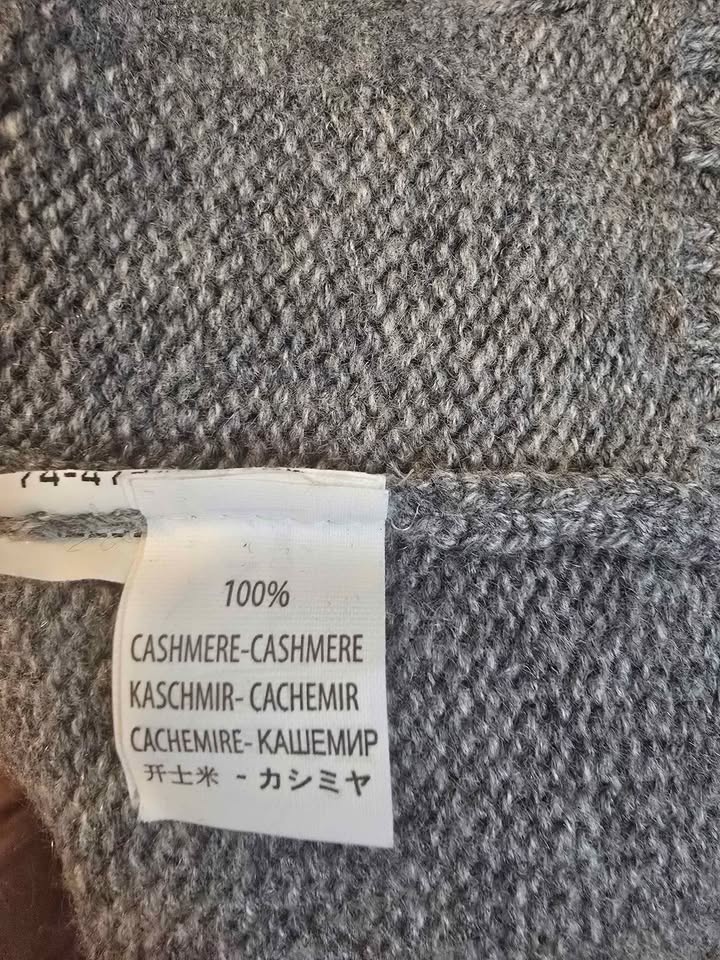 100%
CASHMERE-CASHMERE
KASCHMIR- CACHEMIR
CACHEMIRE- КАШЕМИР
开士米 - カシミヤ